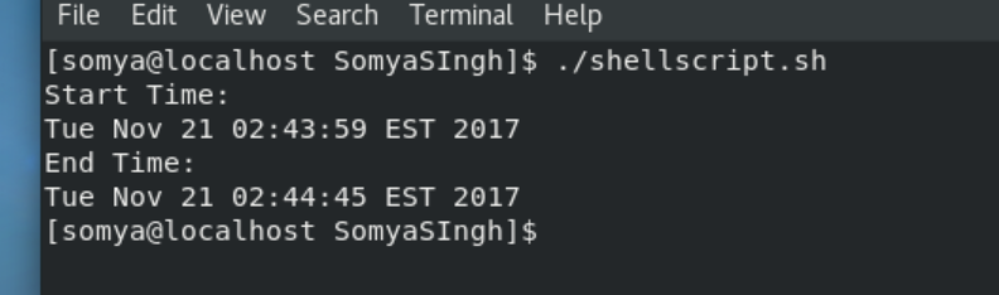 File Edit View Search Terminal Help
[somya@localhost SomyaSIngh]$ ./shellscript.sh
Start Time:
Tue Nov 21 02:43:59 EST 2017
End Time:
Tue Nov 21 02:44:45 EST 2017
[somya@localhost SomyaSIngh]$